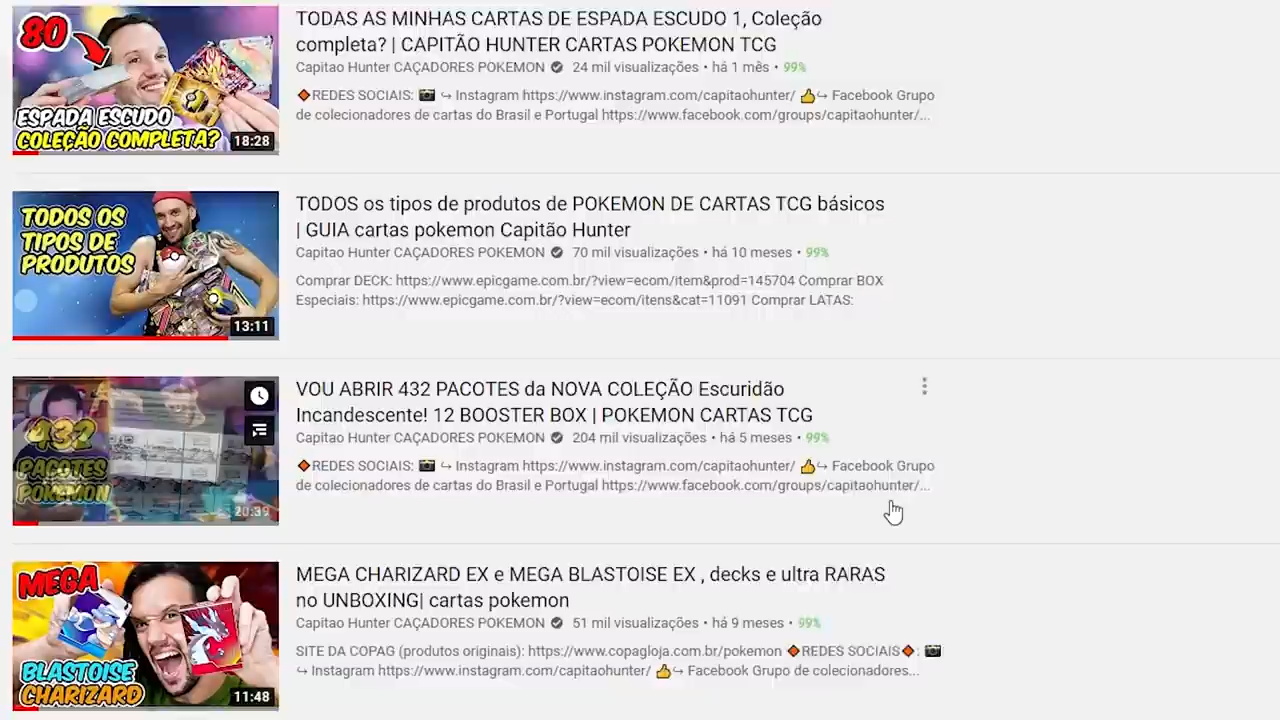 80
ESPADA ESCUDO
COLEÇÃO COMPLETA?
18:28
TODAS AS MINHAS CARTAS DE ESPADA ESCUDO 1, Coleção
completa? | CAPITÃO HUNTER CARTAS POKEMON TCG
Capitao Hunter CAÇADORES POKEMON 24 mil visualizações • há 1 mês • 99%
🔶REDES SOCIAIS: 📷 ↪ Instagram https://www.instagram.com/capitaohunter/ 👍↪ Facebook Grupo
de colecionadores de cartas do Brasil e Portugal https://www.facebook.com/groups/capitaohunter/...
TODOS OS
TIPOS DE
PRODUTOS
13:11
TODOS os tipos de produtos de POKEMON DE CARTAS TCG básicos
| GUIA cartas pokemon Capitão Hunter
Capitao Hunter CAÇADORES POKEMON 70 mil visualizações • há 10 meses • 99%
Comprar DECK: https://www.epicgame.com.br/?view=ecom/item&prod=145704 Comprar BOX
Especiais: https://www.epicgame.com.br/?view=ecom/itens&cat=11091 Comprar LATAS:
432
PACOTES
POKEMON
20:39
VOU ABRIR 432 PACOTES da NOVA COLEÇÃO Escuridão
Incandescente! 12 BOOSTER BOX | POKEMON CARTAS TCG
Capitao Hunter CAÇADORES POKEMON 204 mil visualizações • há 5 meses • 99%
🔶REDES SOCIAIS: 📷 ↪ Instagram https://www.instagram.com/capitaohunter/ 👍↪ Facebook Grupo
de colecionadores de cartas do Brasil e Portugal https://www.facebook.com/groups/capitaohunter/...
MEGA
BLASTOISE
CHARIZARD
11:48
MEGA CHARIZARD EX e MEGA BLASTOISE EX , decks e ultra RARAS
no UNBOXING| cartas pokemon
Capitao Hunter CAÇADORES POKEMON 51 mil visualizações • há 9 meses • 99%
SITE DA COPAG (produtos originais): https://www.copagloja.com.br/pokemon 🔶REDES SOCIAIS🔶: 📷
↪ Instagram https://www.instagram.com/capitaohunter/ 👍↪ Facebook Grupo de colecionadores...